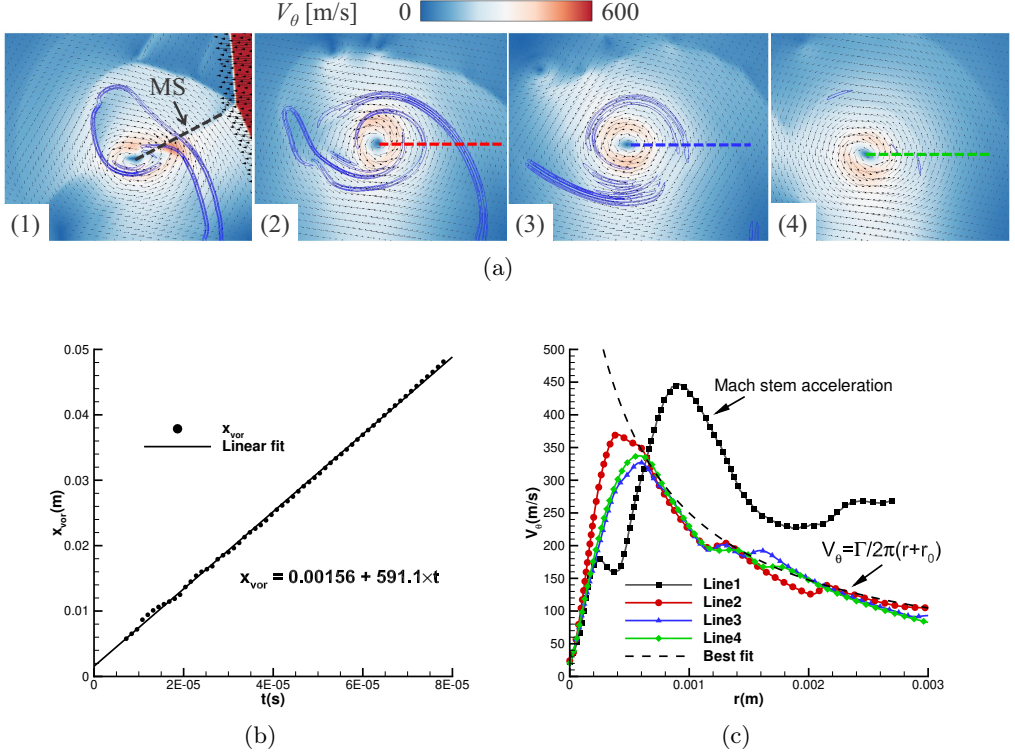 V_θ [m/s] 0 600
MS
(1) (2) (3) (4)
(a)
0.05
0.04
0.03
0.02
0.01
0
x_vor(m)
x_vor
Linear fit
x_vor = 0.00156 + 591.1×t
0 2E-05 4E-05 6E-05 8E-05
t(s)
(b)
500
450
400
350
300
250
200
150
100
50
0
V_θ(m/s)
Mach stem acceleration
V_θ=Γ/2π(r+r_0)
Line1
Line2
Line3
Line4
Best fit
0 0.001 0.002 0.003
r(m)
(c)